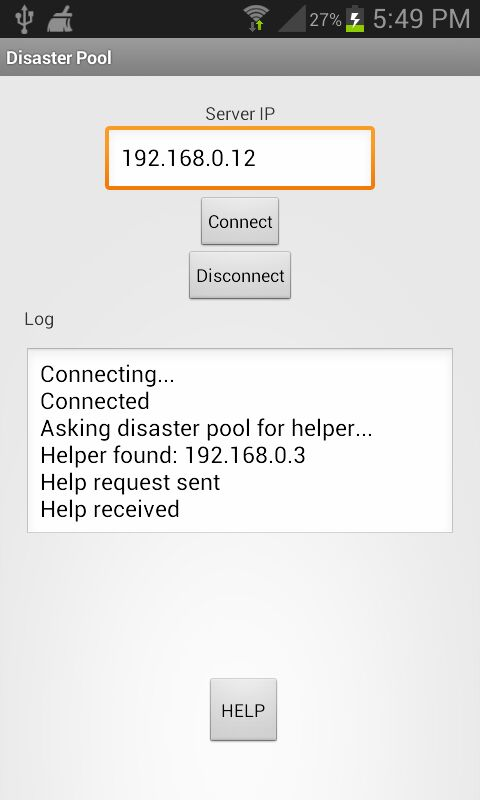 27% 5:49 PM
Disaster Pool
Server IP
192.168.0.12
Connect
Disconnect
Log
Connecting...
Connected
Asking disaster pool for helper...
Helper found: 192.168.0.3
Help request sent
Help received
HELP